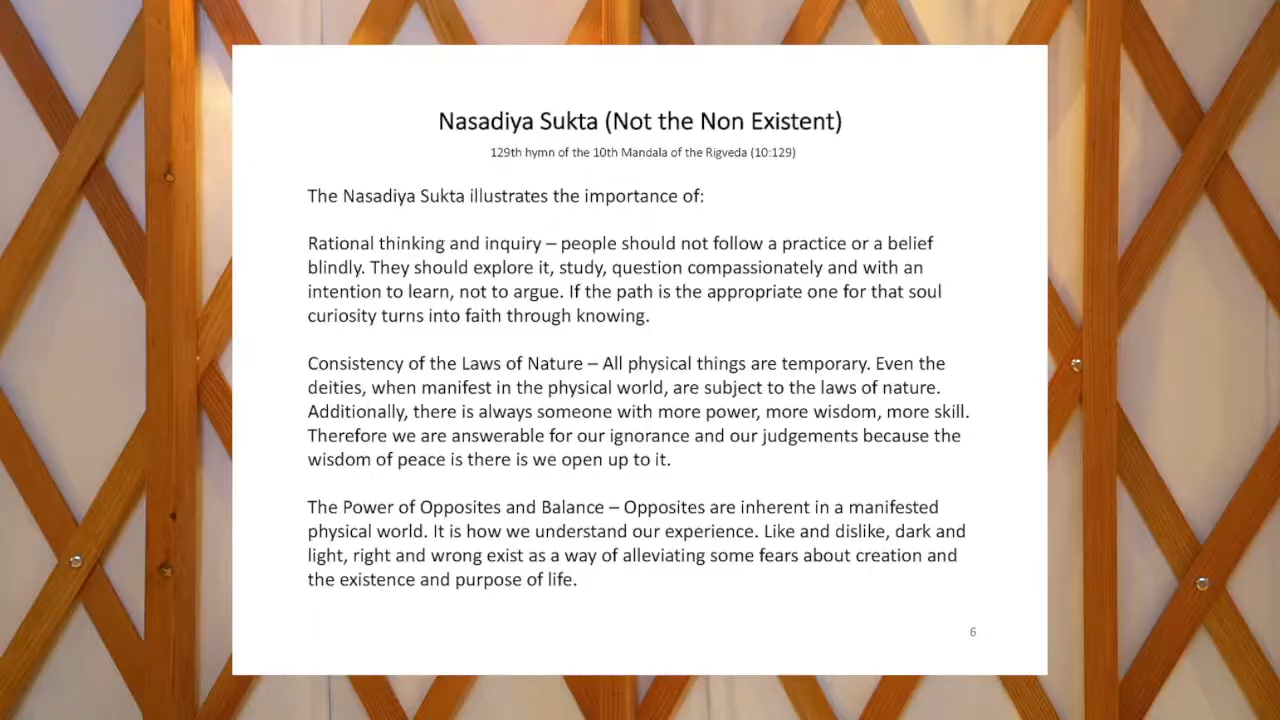 Nasadiya Sukta (Not the Non Existent)
129th hymn of the 10th Mandala of the Rigveda (10:129)
The Nasadiya Sukta illustrates the importance of:
Rational thinking and inquiry – people should not follow a practice or a belief
blindly. They should explore it, study, question compassionately and with an
intention to learn, not to argue. If the path is the appropriate one for that soul
curiosity turns into faith through knowing.
Consistency of the Laws of Nature – All physical things are temporary. Even the
deities, when manifest in the physical world, are subject to the laws of nature.
Additionally, there is always someone with more power, more wisdom, more skill.
Therefore we are answerable for our ignorance and our judgements because the
wisdom of peace is there is we open up to it.
The Power of Opposites and Balance – Opposites are inherent in a manifested
physical world. It is how we understand our experience. Like and dislike, dark and
light, right and wrong exist as a way of alleviating some fears about creation and
the existence and purpose of life.
6